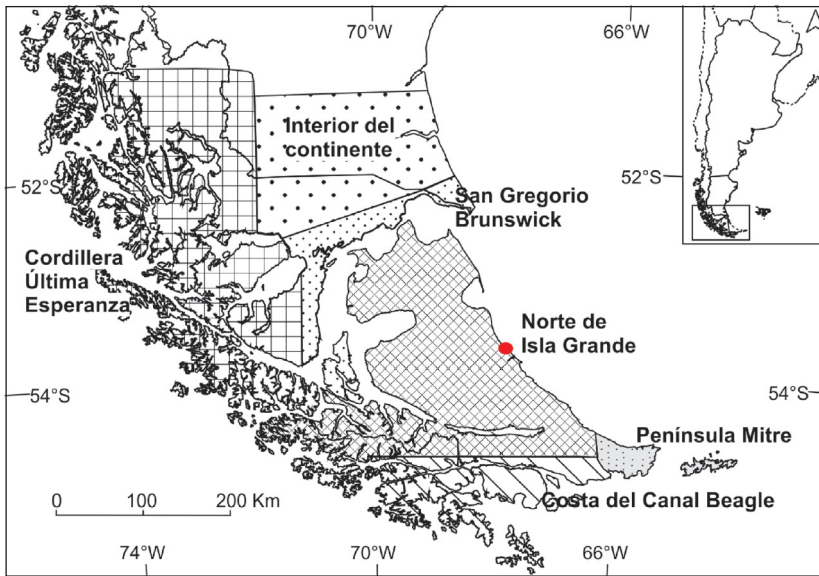 70°W
66°W
Interior del
continente
52°S
52°S
San Gregorio
Brunswick
Cordillera
Última
Esperanza
Norte de
Isla Grande
54°S
54°S
Península Mitre
0 100 200 Km
Costa del Canal Beagle
74°W
70°W
66°W